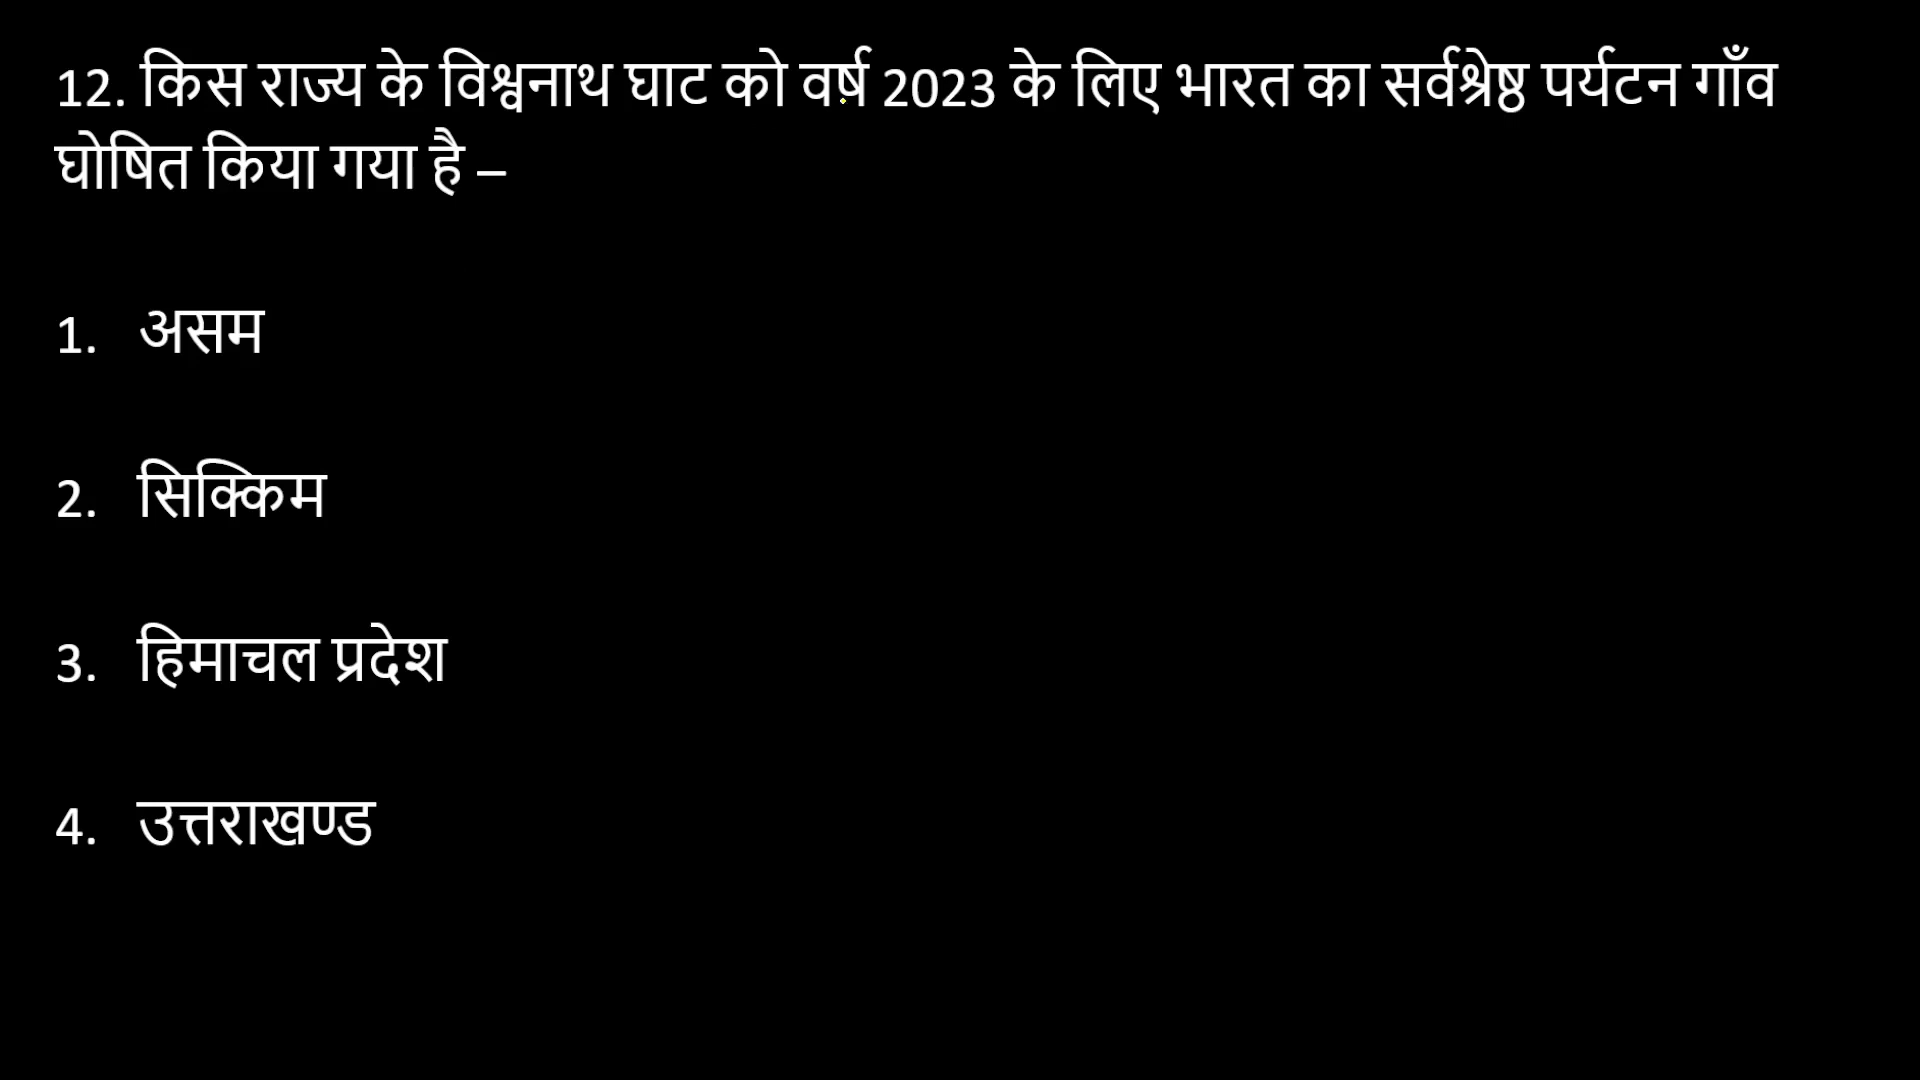 12. किस राज्य के विश्वनाथ घाट को वर्ष 2023 के लिए भारत का सर्वश्रेष्ठ पर्यटन गाँव
घोषित किया गया है –
1. असम
2. सिक्किम
3. हिमाचल प्रदेश
4. उत्तराखण्ड